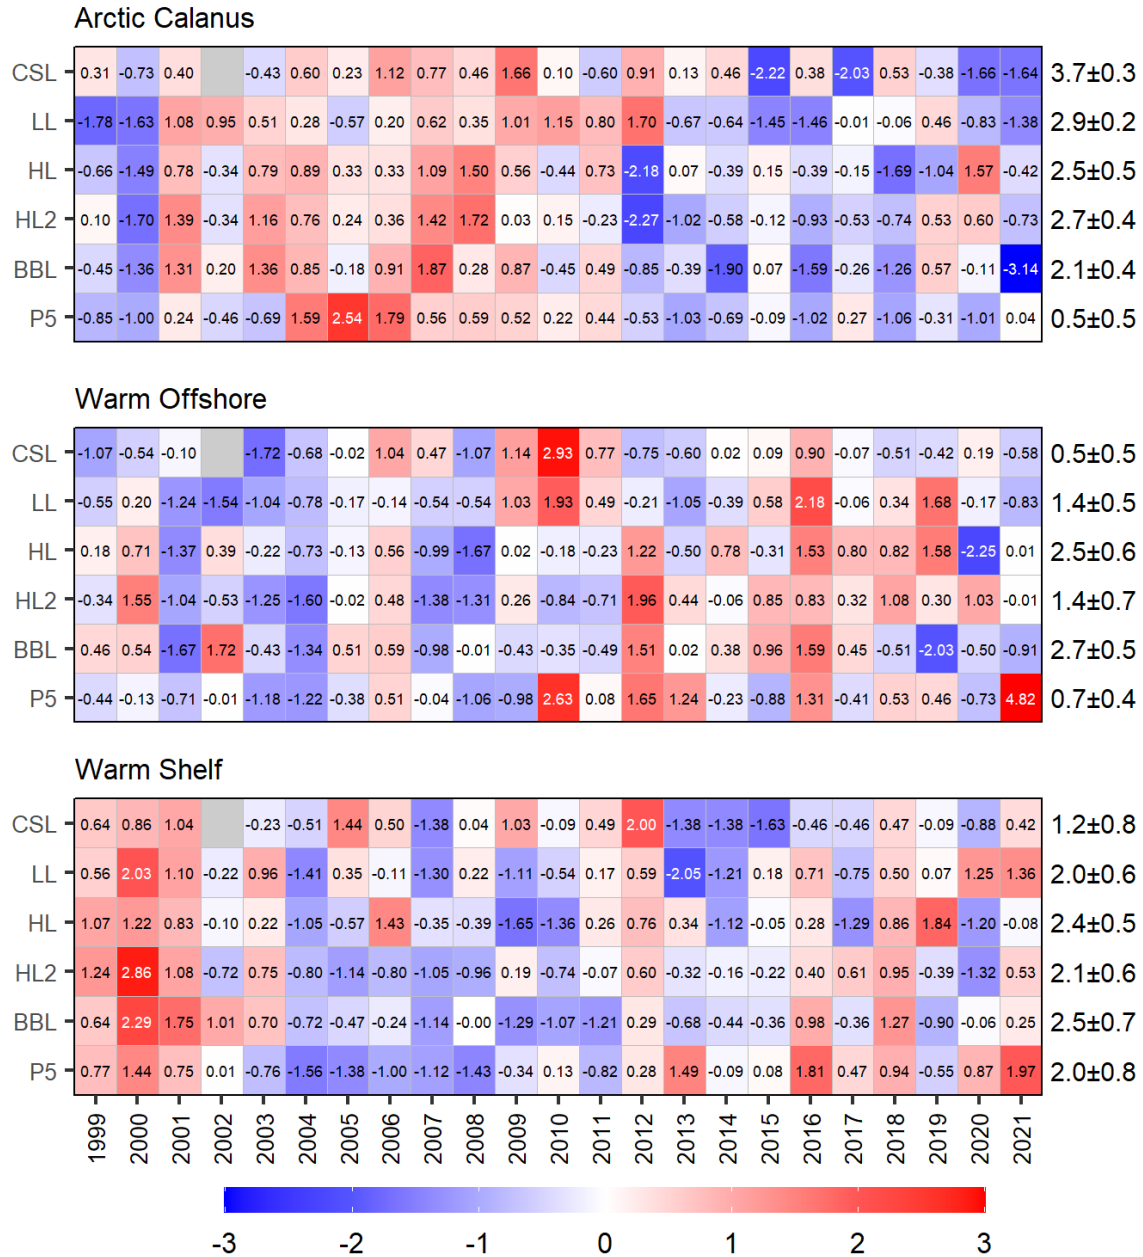 Arctic Calanus
CSL 0.31 -0.73 0.40 -0.43 0.60 0.23 1.12 0.77 0.46 1.66 0.10 -0.60 0.91 0.13 0.46 -2.22 0.38 -2.03 0.53 -0.38 -1.66 -1.64 3.7±0.3
LL -1.78 -1.63 1.08 0.95 0.51 0.28 -0.57 0.20 0.62 0.35 1.01 1.15 0.80 1.70 -0.67 -0.64 -1.45 -1.46 -0.01 -0.06 0.46 -0.83 -1.38 2.9±0.2
HL -0.66 -1.49 0.78 -0.34 0.79 0.89 0.33 0.33 1.09 1.50 0.56 -0.44 0.73 -2.18 0.07 -0.39 0.15 -0.39 -0.15 -1.69 -1.04 1.57 -0.42 2.5±0.5
HL2 0.10 -1.70 1.39 -0.34 1.16 0.76 0.24 0.36 1.42 1.72 0.03 0.15 -0.23 -2.27 -1.02 -0.58 -0.12 -0.93 -0.53 -0.74 0.53 0.60 -0.73 2.7±0.4
BBL -0.45 -1.36 1.31 0.20 1.36 0.85 -0.18 0.91 1.87 0.28 0.87 -0.45 0.49 -0.85 -0.39 -1.90 0.07 -1.59 -0.26 -1.26 0.57 -0.11 -3.14 2.1±0.4
P5 -0.85 -1.00 0.24 -0.46 -0.69 1.59 2.54 1.79 0.56 0.59 0.52 0.22 0.44 -0.53 -1.03 -0.69 -0.09 -1.02 0.27 -1.06 -0.31 -1.01 0.04 0.5±0.5
Warm Offshore
CSL -1.07 -0.54 -0.10 -1.72 -0.68 -0.02 1.04 0.47 -1.07 1.14 2.93 0.77 -0.75 -0.60 0.02 0.09 0.90 -0.07 -0.51 -0.42 0.19 -0.58 0.5±0.5
LL -0.55 0.20 -1.24 -1.54 -1.04 -0.78 -0.17 -0.14 -0.54 -0.54 1.03 1.93 0.49 -0.21 -1.05 -0.39 0.58 2.18 -0.06 0.34 1.68 -0.17 -0.83 1.4±0.5
HL 0.18 0.71 -1.37 0.39 -0.22 -0.73 -0.13 0.56 -0.99 -1.67 0.02 -0.18 -0.23 1.22 -0.50 0.78 -0.31 1.53 0.80 0.82 1.58 -2.25 0.01 2.5±0.6
HL2 -0.34 1.55 -1.04 -0.53 -1.25 -1.60 -0.02 0.48 -1.38 -1.31 0.26 -0.84 -0.71 1.96 0.44 -0.06 0.85 0.83 0.32 1.08 0.30 1.03 -0.01 1.4±0.7
BBL 0.46 0.54 -1.67 1.72 -0.43 -1.34 0.51 0.59 -0.98 -0.01 -0.43 -0.35 -0.49 1.51 0.02 0.38 0.96 1.59 0.45 -0.51 -2.03 -0.50 -0.91 2.7±0.5
P5 -0.44 -0.13 -0.71 -0.01 -1.18 -1.22 -0.38 0.51 -0.04 -1.06 -0.98 2.63 0.08 1.65 1.24 -0.23 -0.88 1.31 -0.41 0.53 0.46 -0.73 4.82 0.7±0.4
Warm Shelf
CSL 0.64 0.86 1.04 -0.23 -0.51 1.44 0.50 -1.38 0.04 1.03 -0.09 0.49 2.00 -1.38 -1.38 -1.63 -0.46 -0.46 0.47 -0.09 -0.88 0.42 1.2±0.8
LL 0.56 2.03 1.10 -0.22 0.96 -1.41 0.35 -0.11 -1.30 0.22 -1.11 -0.54 0.17 0.59 -2.05 -1.21 0.18 0.71 -0.75 0.50 0.07 1.25 1.36 2.0±0.6
HL 1.07 1.22 0.83 -0.10 0.22 -1.05 -0.57 1.43 -0.35 -0.39 -1.65 -1.36 0.26 0.76 0.34 -1.12 -0.05 0.28 -1.29 0.86 1.84 -1.20 -0.08 2.4±0.5
HL2 1.24 2.86 1.08 -0.72 0.75 -0.80 -1.14 -0.80 -1.05 -0.96 0.19 -0.74 -0.07 0.60 -0.32 -0.16 -0.22 0.40 0.61 0.95 -0.39 -1.32 0.53 2.1±0.6
BBL 0.64 2.29 1.75 1.01 0.70 -0.72 -0.47 -0.24 -1.14 -0.00 -1.29 -1.07 -1.21 0.29 -0.68 -0.44 -0.36 0.98 -0.36 1.27 -0.90 -0.06 0.25 2.5±0.7
P5 0.77 1.44 0.75 0.01 -0.76 -1.56 -1.38 -1.00 -1.12 -1.43 -0.34 0.13 -0.82 0.28 1.49 -0.09 0.08 1.81 0.47 0.94 -0.55 0.87 1.97 2.0±0.8
1999 2000 2001 2002 2003 2004 2005 2006 2007 2008 2009 2010 2011 2012 2013 2014 2015 2016 2017 2018 2019 2020 2021
-3 -2 -1 0 1 2 3